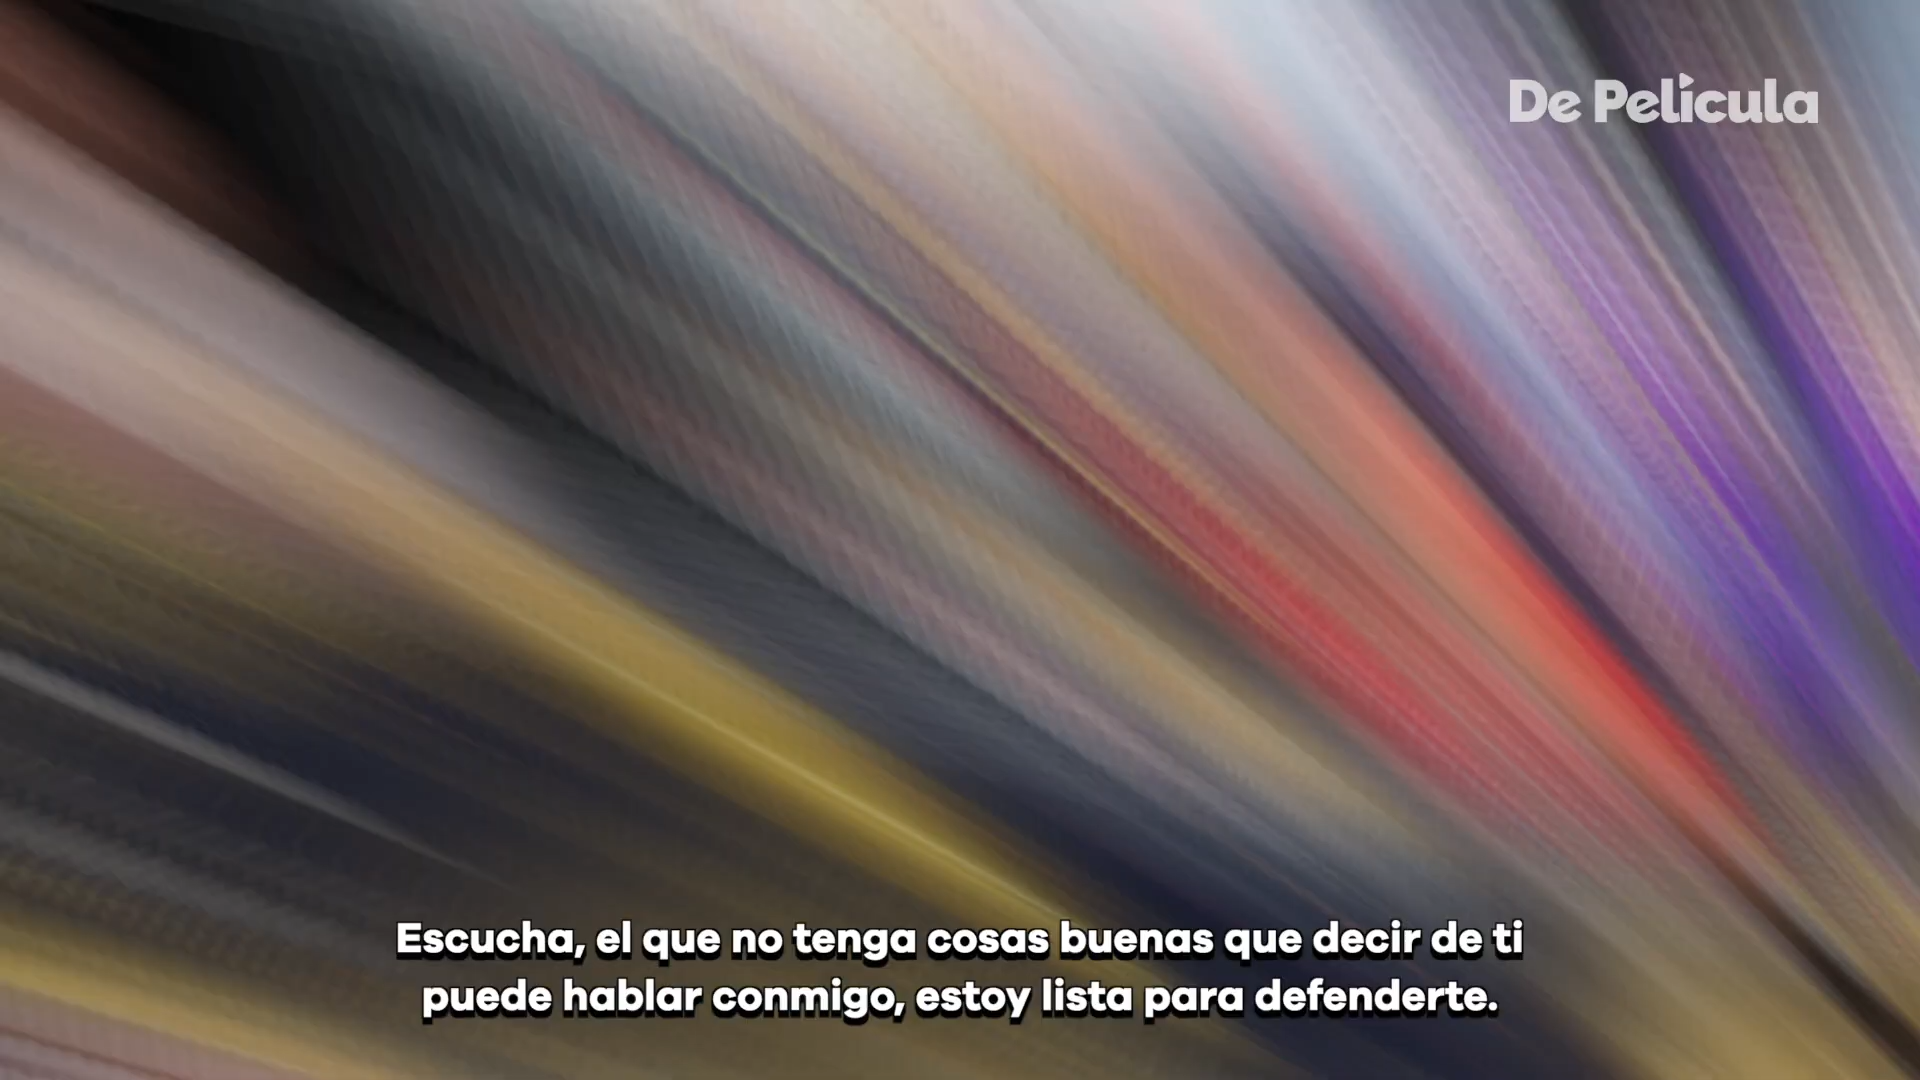 De Película
Escucha, el que no tenga cosas buenas que decir de ti
puede hablar conmigo, estoy lista para defenderte.